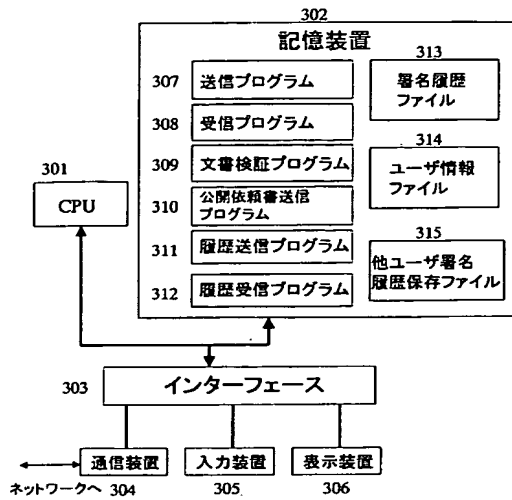 302
記憶装置
307
送信プログラム
308
受信プログラム
309
文書検証プログラム
310
公開依頼書送信
プログラム
311
履歴送信プログラム
312
履歴受信プログラム
313
署名履歴
ファイル
314
ユーザ情報
ファイル
315
他ユーザ署名
履歴保存ファイル
301
CPU
303
インターフェース
通信装置
入力装置
表示装置
ネットワークへ
304
305
306